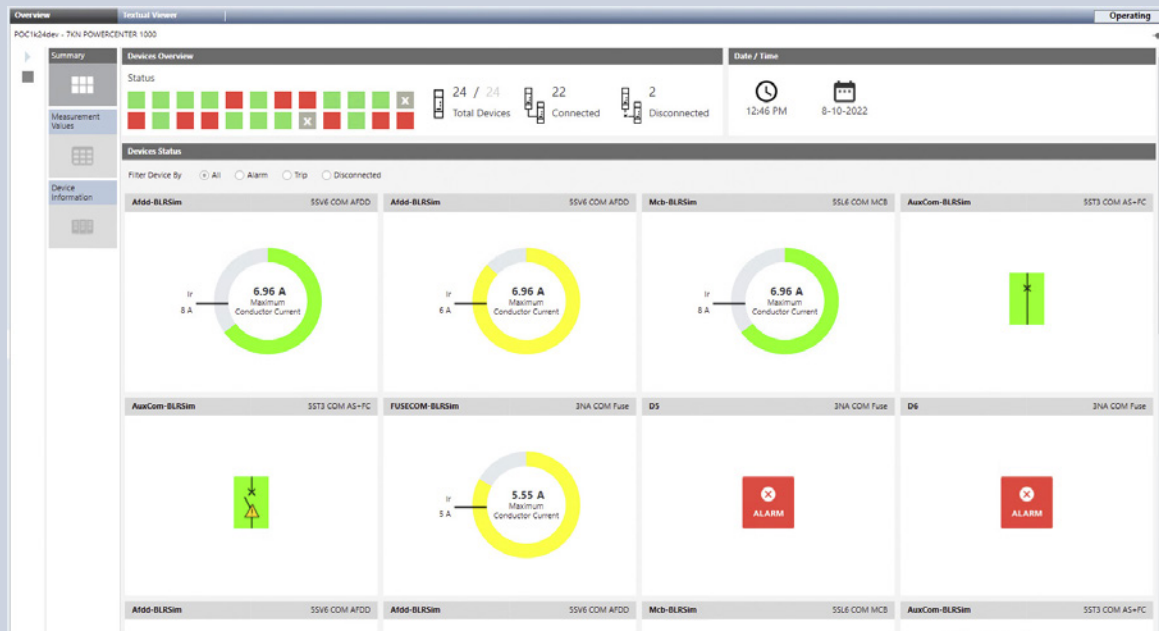 Overview Textual Viewer Operating
POC1k24dev - 7KN POWERCENTER 1000
Summary
Measurement
Values
Device
Information
Devices Overview
Status
x
x
24 / 24
Total Devices
22
Connected
2
Disconnected
Date / Time
12:46 PM
8-10-2022
Devices Status
Filter Device By All Alarm Trip Disconnected
Afdd-BLRSim 5SV6 COM AFDD
6.96 A
Maximum
Conductor Current
Ir
8 A
Afdd-BLRSim 5SV6 COM AFDD
6.96 A
Maximum
Conductor Current
Ir
6 A
Mcb-BLRSim 5SL6 COM MCB
6.96 A
Maximum
Conductor Current
Ir
8 A
AuxCom-BLRSim 5ST3 COM AS+FC
AuxCom-BLRSim 5ST3 COM AS+FC
FUSECOM-BLRSim 3NA COM Fuse
5.55 A
Maximum
Conductor Current
Ir
5 A
D5 3NA COM Fuse
ALARM
D6 3NA COM Fuse
ALARM
Afdd-BLRSim 5SV6 COM AFDD
Afdd-BLRSim 5SV6 COM AFDD
Mcb-BLRSim 5SL6 COM MCB
AuxCom-BLRSim 5ST3 COM AS+FC